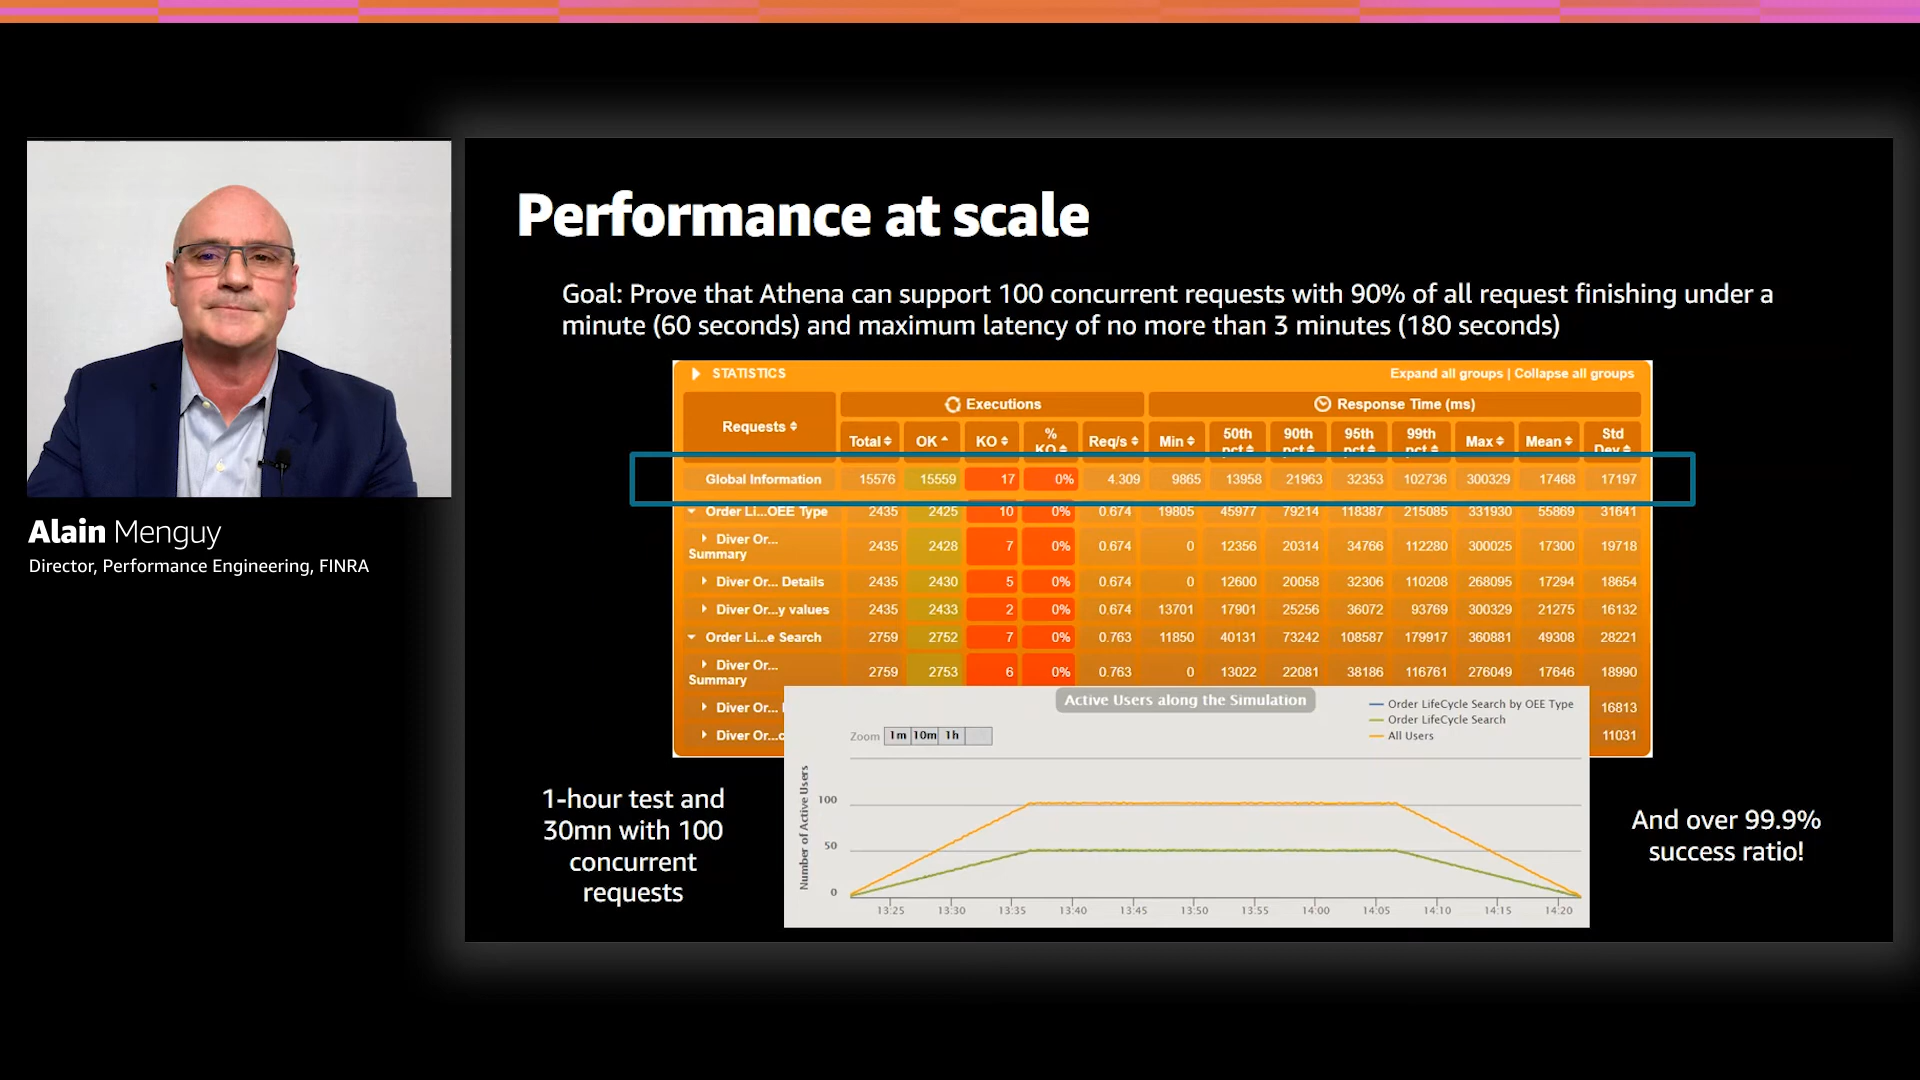 Performance at scale
Goal: Prove that Athena can support 100 concurrent requests with 90% of all request finishing under a
minute (60 seconds) and maximum latency of no more than 3 minutes (180 seconds)
STATISTICS Expand all groups | Collapse all groups
Requests Executions Response Time (ms)
Total OK KO % KO Req/s Min 50th pct 90th pct 95th pct 99th pct Max Mean Std Dev
Global Information 15576 15559 17 0% 4.309 9865 13958 21963 32353 102736 300329 17468 17197
Order Li...OEE Type 2435 2425 10 0% 0.674 19805 45977 79214 118387 215085 331930 55869 31641
Diver Or...
Summary 2435 2428 7 0% 0.674 0 12356 20314 34766 112280 300025 17300 19718
Diver Or... Details 2435 2430 5 0% 0.674 0 12600 20058 32306 110208 268095 17294 18654
Diver Or...y values 2435 2433 2 0% 0.674 13701 17901 25256 36072 93769 300329 21275 16132
Order Li...e Search 2759 2752 7 0% 0.763 11850 40131 73242 108587 179917 360881 49308 28221
Diver Or...
Summary 2759 2753 6 0% 0.763 0 13022 22081 38186 116761 276049 17646 18990
Diver Or... 16813
Diver Or... 11031
Active Users along the Simulation
Order LifeCycle Search by OEE Type
Order LifeCycle Search
All Users
Zoom 1m 10m 1h
Number of Active Users
100
50
0
13:25 13:30 13:35 13:40 13:45 13:50 13:55 14:00 14:05 14:10 14:15 14:20
1-hour test and
30mn with 100
concurrent
requests
And over 99.9%
success ratio!
Alain Menguy
Director, Performance Engineering, FINRA